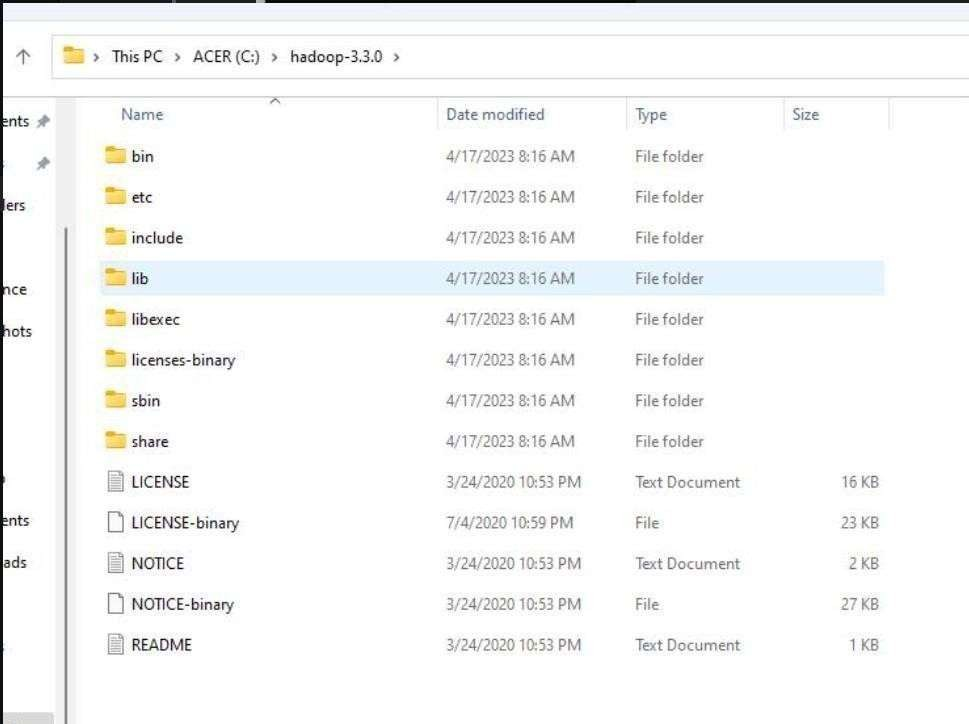 This PC ACER (C:) hadoop-3.3.0
Name Date modified Type Size
ents
bin 4/17/2023 8:16 AM File folder
etc 4/17/2023 8:16 AM File folder
lers
include 4/17/2023 8:16 AM File folder
lib 4/17/2023 8:16 AM File folder
nce
libexec 4/17/2023 8:16 AM File folder
hots
licenses-binary 4/17/2023 8:16 AM File folder
sbin 4/17/2023 8:16 AM File folder
share 4/17/2023 8:16 AM File folder
LICENSE 3/24/2020 10:53 PM Text Document 16 KB
LICENSE-binary 7/4/2020 10:59 PM File 23 KB
ents
NOTICE 3/24/2020 10:53 PM Text Document 2 KB
ads
NOTICE-binary 3/24/2020 10:53 PM File 27 KB
README 3/24/2020 10:53 PM Text Document 1 KB